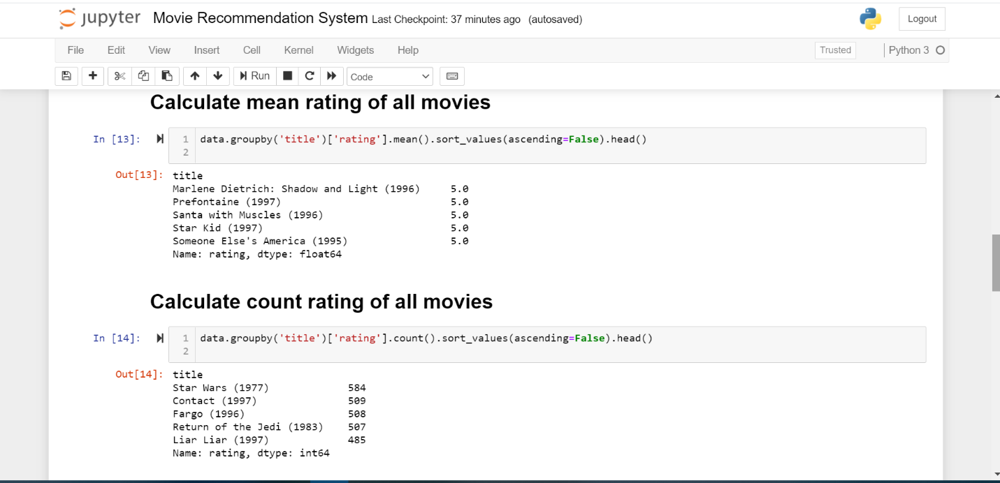 jupyter Movie Recommendation System Last Checkpoint: 37 minutes ago (autosaved) Logout
File Edit View Insert Cell Kernel Widgets Help Trusted Python 3
Run Code
Calculate mean rating of all movies
In [13]: 1 data.groupby('title')['rating'].mean().sort_values(ascending=False).head()
2
Out[13]: title
Marlene Dietrich: Shadow and Light (1996) 5.0
Prefontaine (1997) 5.0
Santa with Muscles (1996) 5.0
Star Kid (1997) 5.0
Someone Else's America (1995) 5.0
Name: rating, dtype: float64
Calculate count rating of all movies
In [14]: 1 data.groupby('title')['rating'].count().sort_values(ascending=False).head()
2
Out[14]: title
Star Wars (1977) 584
Contact (1997) 509
Fargo (1996) 508
Return of the Jedi (1983) 507
Liar Liar (1997) 485
Name: rating, dtype: int64